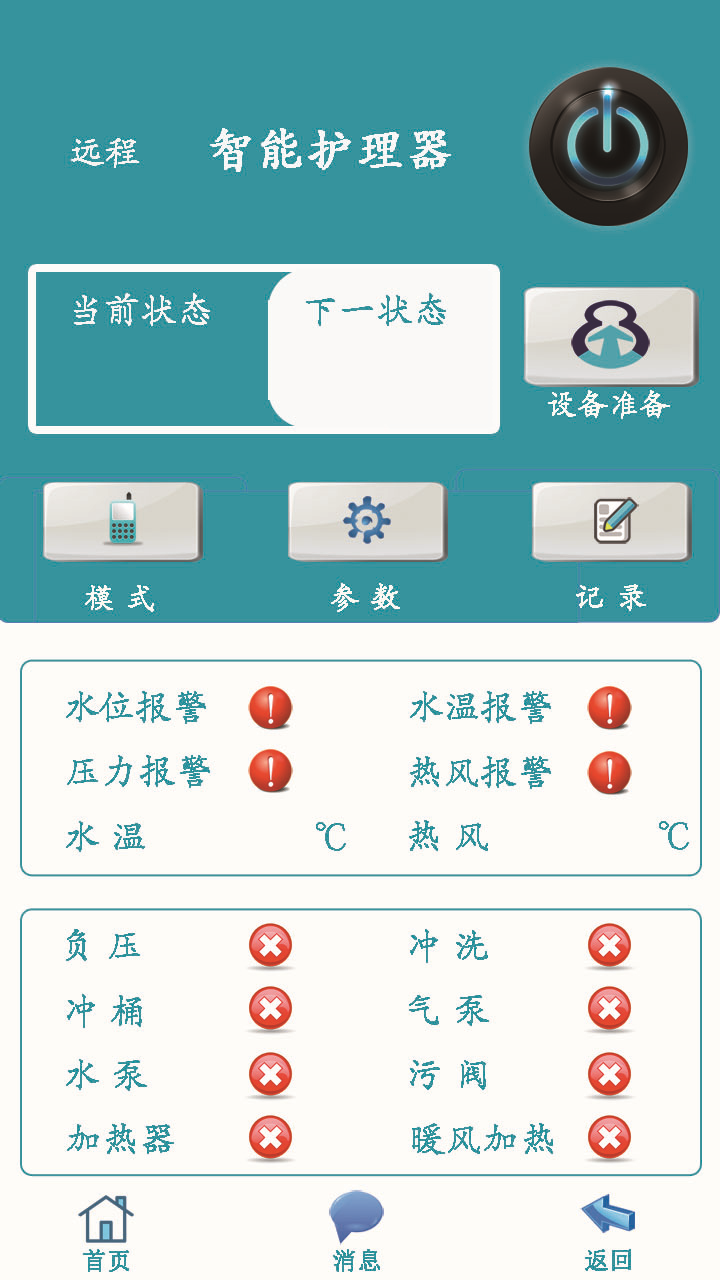 远程 智能护理器
当前状态 下一状态
设备准备
模式 参数 记录
水位报警 水温报警
压力报警 热风报警
水温 ℃ 热风 ℃
负压 冲洗
冲桶 气泵
水泵 污阀
加热器 暖风加热
首页 消息 返回